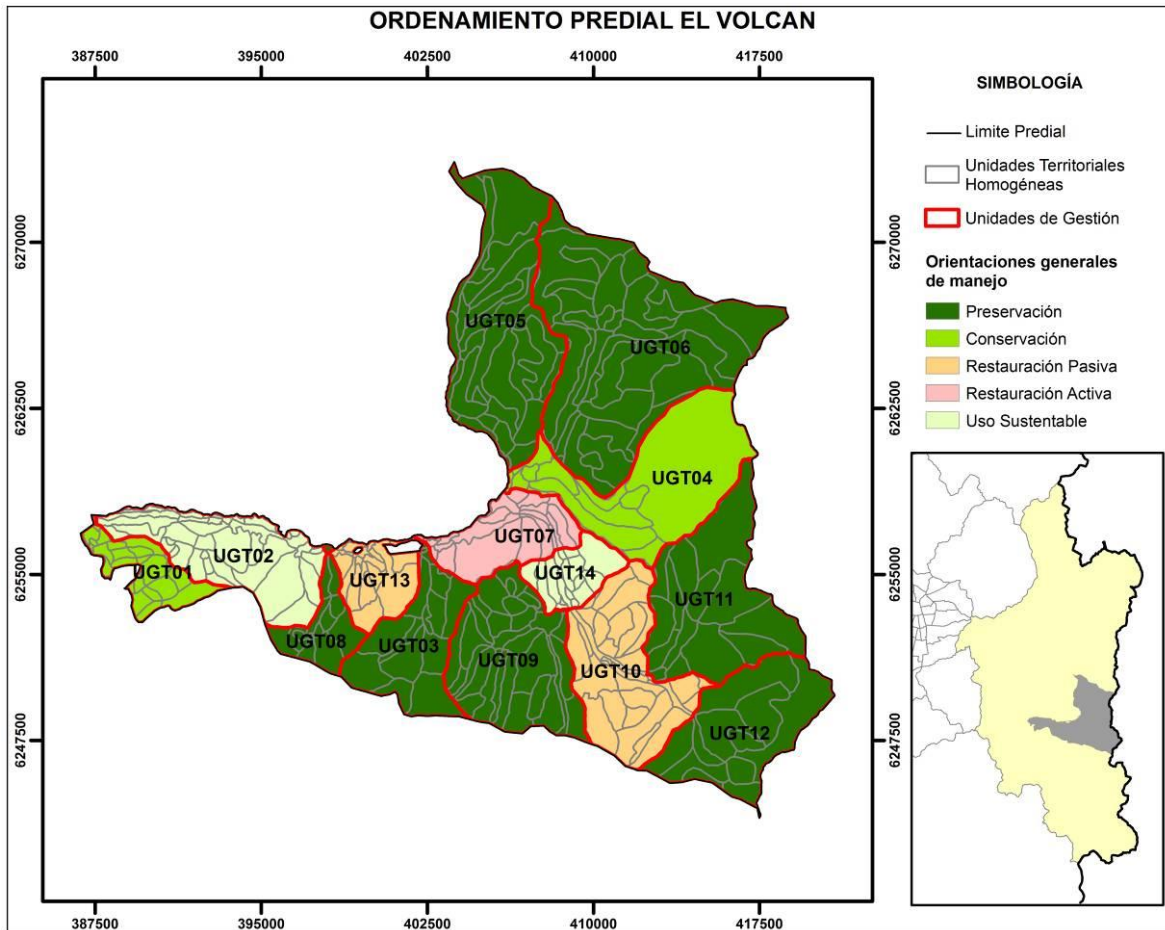 ORDENAMIENTO PREDIAL EL VOLCAN
387500 395000 402500 410000 417500
SIMBOLOGÍA
Limite Predial
Unidades Territoriales
Homogéneas
Unidades de Gestión
Orientaciones generales
de manejo
Preservación
Conservación
Restauración Pasiva
Restauración Activa
Uso Sustentable
6270000 6270000
UGT05
UGT06
6262500 6262500
UGT04
UGT07
UGT02
UGT01 6255000 UGT13 UGT14 6255000
UGT11
UGT08 UGT03 UGT09
UGT10
6247500 UGT12 6247500
387500 395000 402500 410000 417500